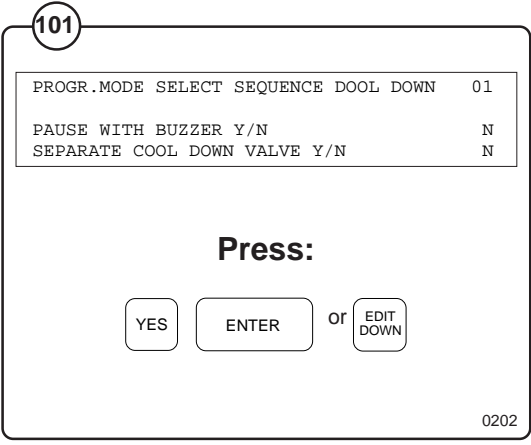 101
PROGR.MODE SELECT SEQUENCE DOOL DOWN 01
PAUSE WITH BUZZER Y/N N
SEPARATE COOL DOWN VALVE Y/N N
Press:
YES ENTER or EDIT DOWN
0202